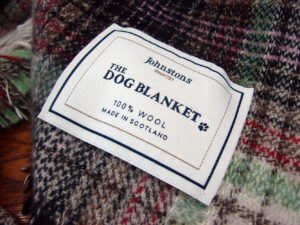 Johnstons
THE
DOG BLANKET
100% WOOL
MADE IN SCOTLAND